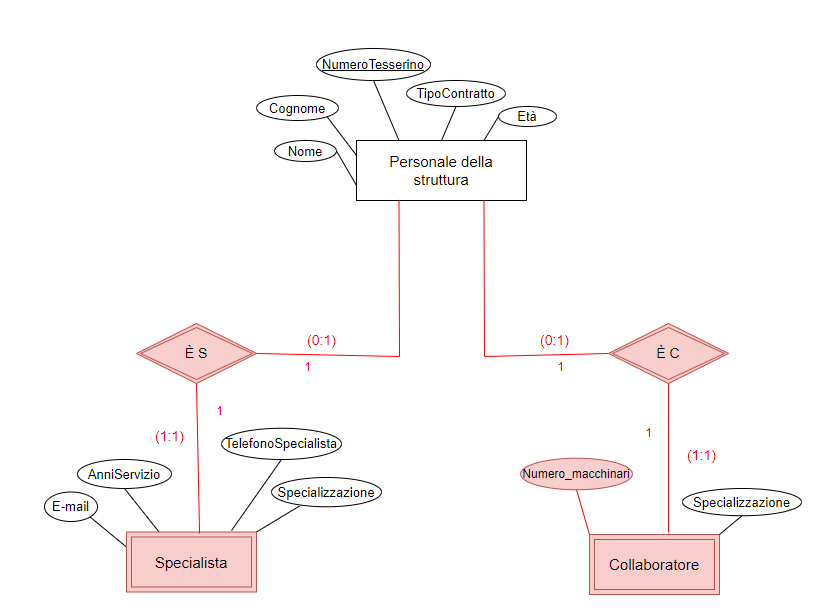 NumeroTesserino
TipoContratto
Cognome
Età
Nome
Personale della
struttura
È S
(0:1)
1
(0:1)
1
È C
1
(1:1)
1
(1:1)
TelefonoSpecialista
AnniServizio
Specializzazione
E-mail
Numero_macchinari
Specializzazione
Specialista
Collaboratore